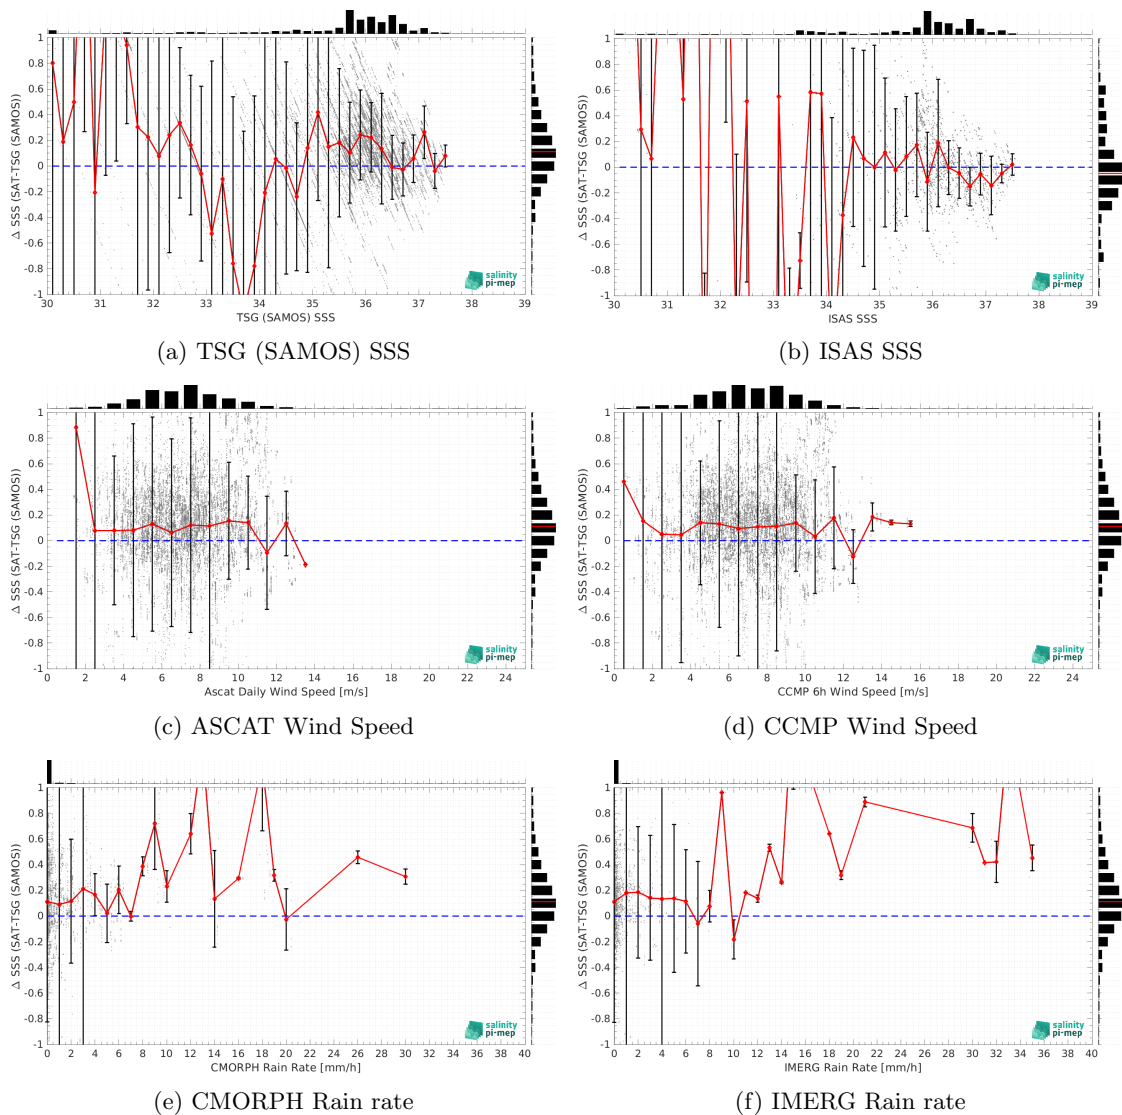 Δ SSS (SAT-TSG (SAMOS))
1
0.8
0.6
0.4
0.2
0
-0.2
-0.4
-0.6
-0.8
-1
30 31 32 33 34 35 36 37 38 39
TSG (SAMOS) SSS
salinity
pi-mep
(a) TSG (SAMOS) SSS
Δ SSS (SAT-TSG (SAMOS))
1
0.8
0.6
0.4
0.2
0
-0.2
-0.4
-0.6
-0.8
-1
30 31 32 33 34 35 36 37 38 39
ISAS SSS
salinity
pi-mep
(b) ISAS SSS
Δ SSS (SAT-TSG (SAMOS))
1
0.8
0.6
0.4
0.2
0
-0.2
-0.4
-0.6
-0.8
-1
0 2 4 6 8 10 12 14 16 18 20 22 24
Ascat Daily Wind Speed [m/s]
salinity
pi-mep
(c) ASCAT Wind Speed
Δ SSS (SAT-TSG (SAMOS))
1
0.8
0.6
0.4
0.2
0
-0.2
-0.4
-0.6
-0.8
-1
0 2 4 6 8 10 12 14 16 18 20 22 24
CCMP 6h Wind Speed [m/s]
salinity
pi-mep
(d) CCMP Wind Speed
Δ SSS (SAT-TSG (SAMOS))
1
0.8
0.6
0.4
0.2
0
-0.2
-0.4
-0.6
-0.8
-1
0 2 4 6 8 10 12 14 16 18 20 22 24 26 28 30 32 34 36 38 40
CMORPH Rain Rate [mm/h]
salinity
pi-mep
(e) CMORPH Rain rate
Δ SSS (SAT-TSG (SAMOS))
1
0.8
0.6
0.4
0.2
0
-0.2
-0.4
-0.6
-0.8
-1
0 2 4 6 8 10 12 14 16 18 20 22 24 26 28 30 32 34 36 38 40
IMERG Rain Rate [mm/h]
salinity
pi-mep
(f) IMERG Rain rate